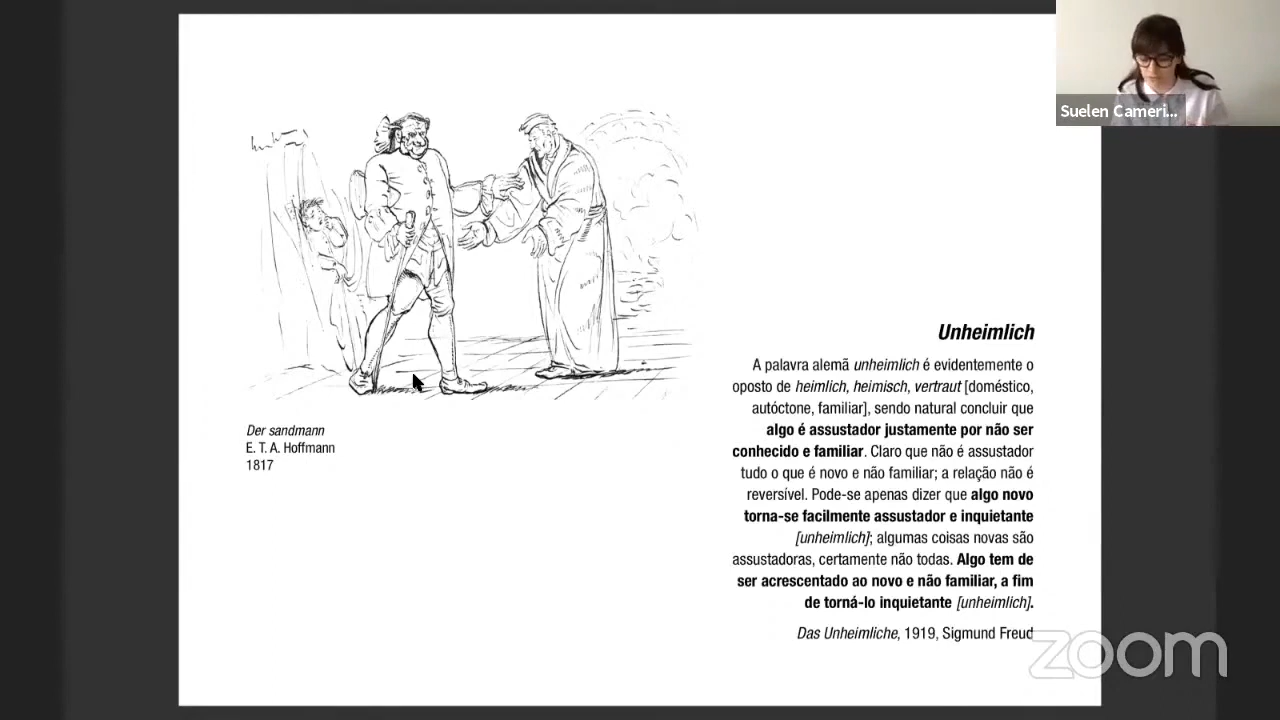 Suelen Cameri...
Unheimlich
A palavra alemã unheimlich é evidentemente o
oposto de heimlich, heimisch, vertraut [doméstico,
autóctone, familiar], sendo natural concluir que
algo é assustador justamente por não ser
conhecido e familiar. Claro que não é assustador
tudo o que é novo e não familiar; a relação não é
reversível. Pode-se apenas dizer que algo novo
torna-se facilmente assustador e inquietante
[unheimlich]; algumas coisas novas são
assustadoras, certamente não todas. Algo tem de
ser acrescentado ao novo e não familiar, a fim
de torná-lo inquietante [unheimlich].
Das Unheimliche, 1919, Sigmund Freud
Der sandmann
E. T. A. Hoffmann
1817
zoom